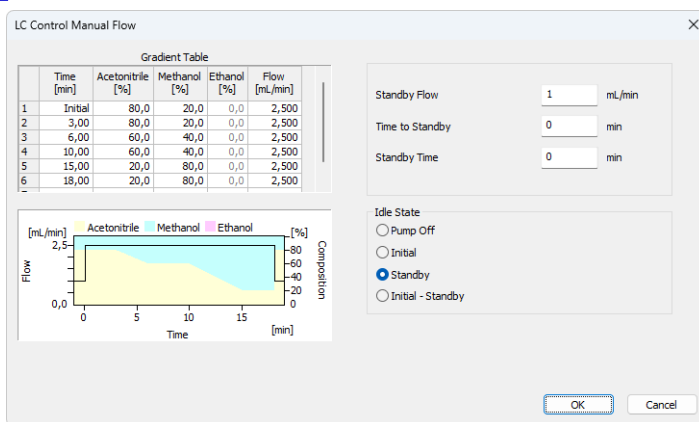 LC Control Manual Flow
Gradient Table
Time [min] Acetonitrile [%] Methanol [%] Ethanol [%] Flow [mL/min]
1 Initial 80,0 20,0 0,0 2,500
2 3,00 80,0 20,0 0,0 2,500
3 6,00 60,0 40,0 0,0 2,500
4 10,00 60,0 40,0 0,0 2,500
5 15,00 20,0 80,0 0,0 2,500
6 18,00 20,0 80,0 0,0 2,500
Standby Flow 1 mL/min
Time to Standby 0 min
Standby Time 0 min
[mL/min] Acetonitrile Methanol Ethanol [%]
2,5
0,0
Flow
80
60
40
20
0
Composition
0 5 10 15
Time [min]
Idle State
Pump Off
Initial
Standby
Initial - Standby
OK Cancel